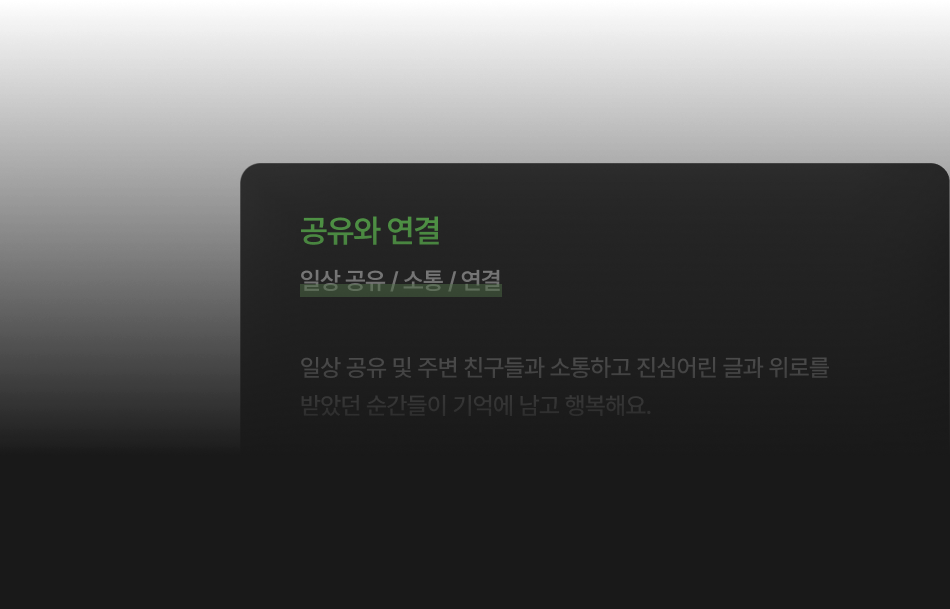 공유와 연결
일상 공유 / 소통 / 연결
일상 공유 및 주변 친구들과 소통하고 진심어린 글과 위로를
받았던 순간들이 기억에 남고 행복해요.